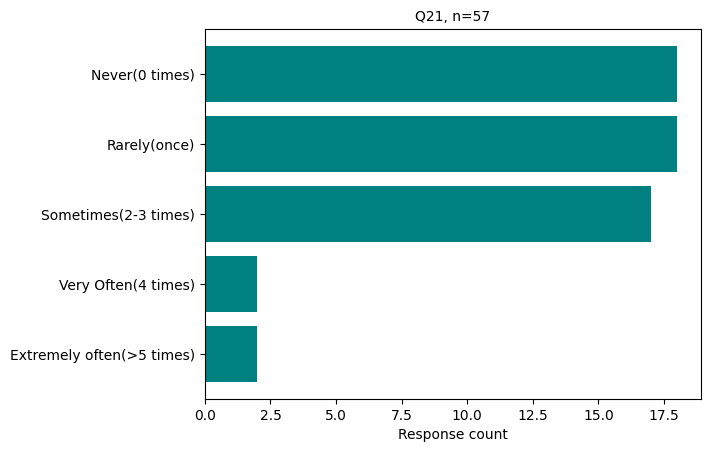 Q21, n=57
Never(0 times)
Rarely(once)
Sometimes(2-3 times)
Very Often(4 times)
Extremely often(>5 times)
0.0 2.5 5.0 7.5 10.0 12.5 15.0 17.5
Response count